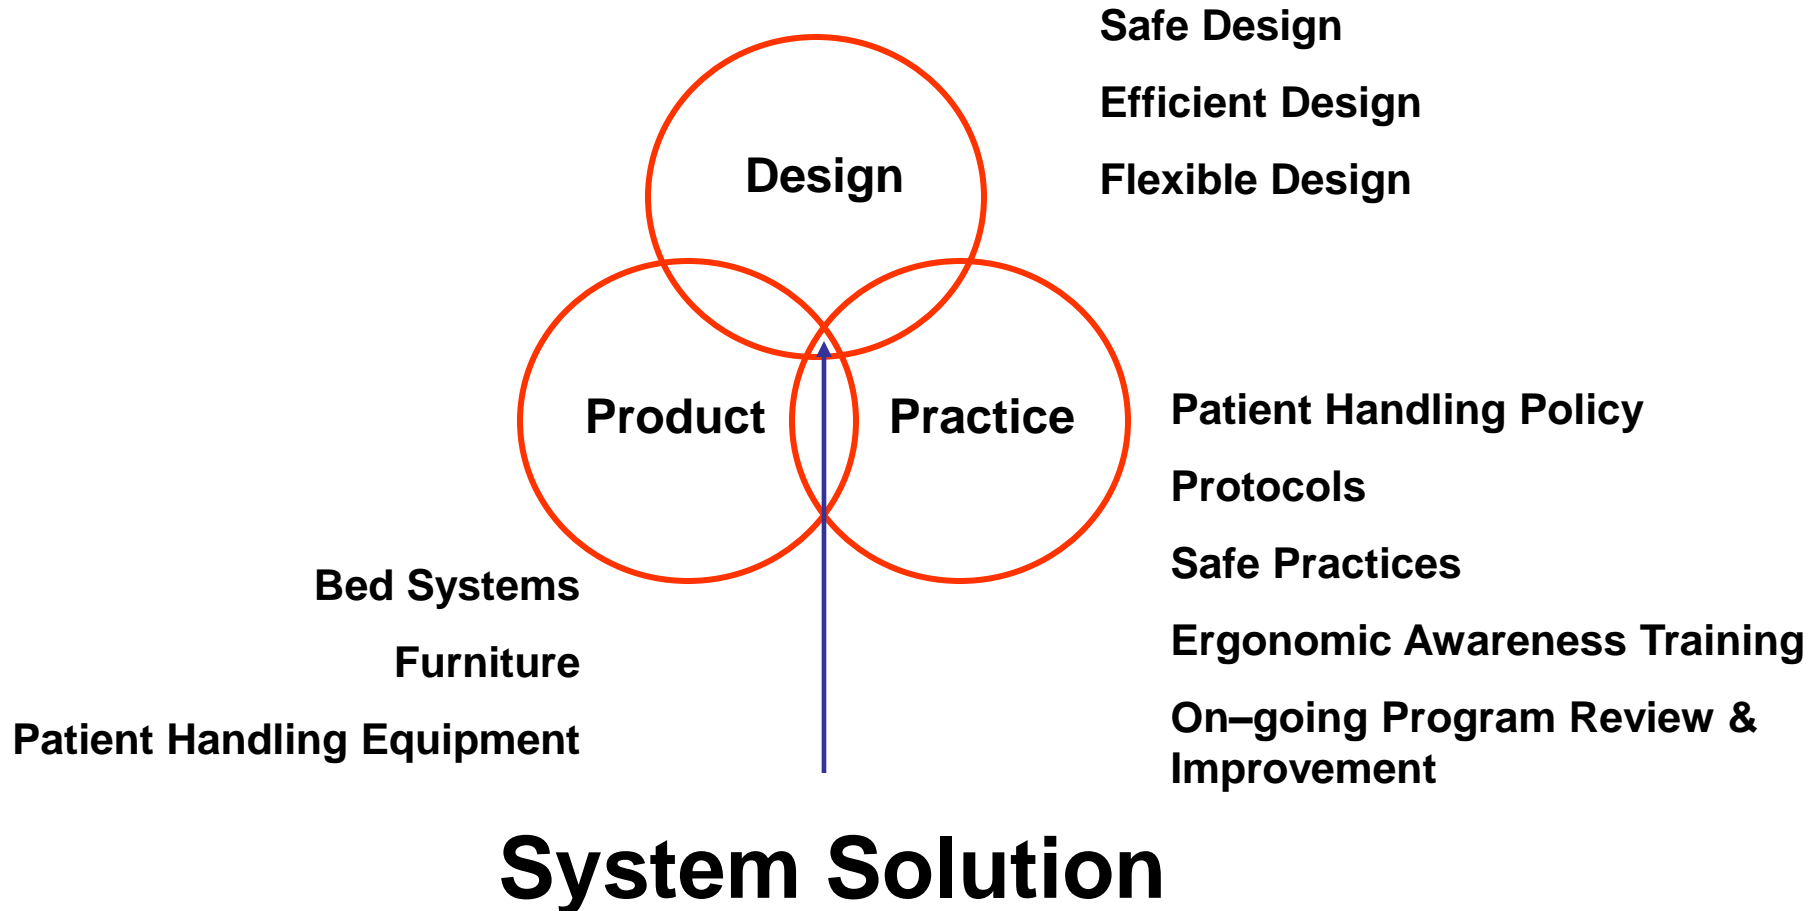 Safe Design
Efficient Design
Flexible Design
Design
Product
Practice
Patient Handling Policy
Protocols
Safe Practices
Ergonomic Awareness Training
On–going Program Review &
Improvement
Bed Systems
Furniture
Patient Handling Equipment
System Solution